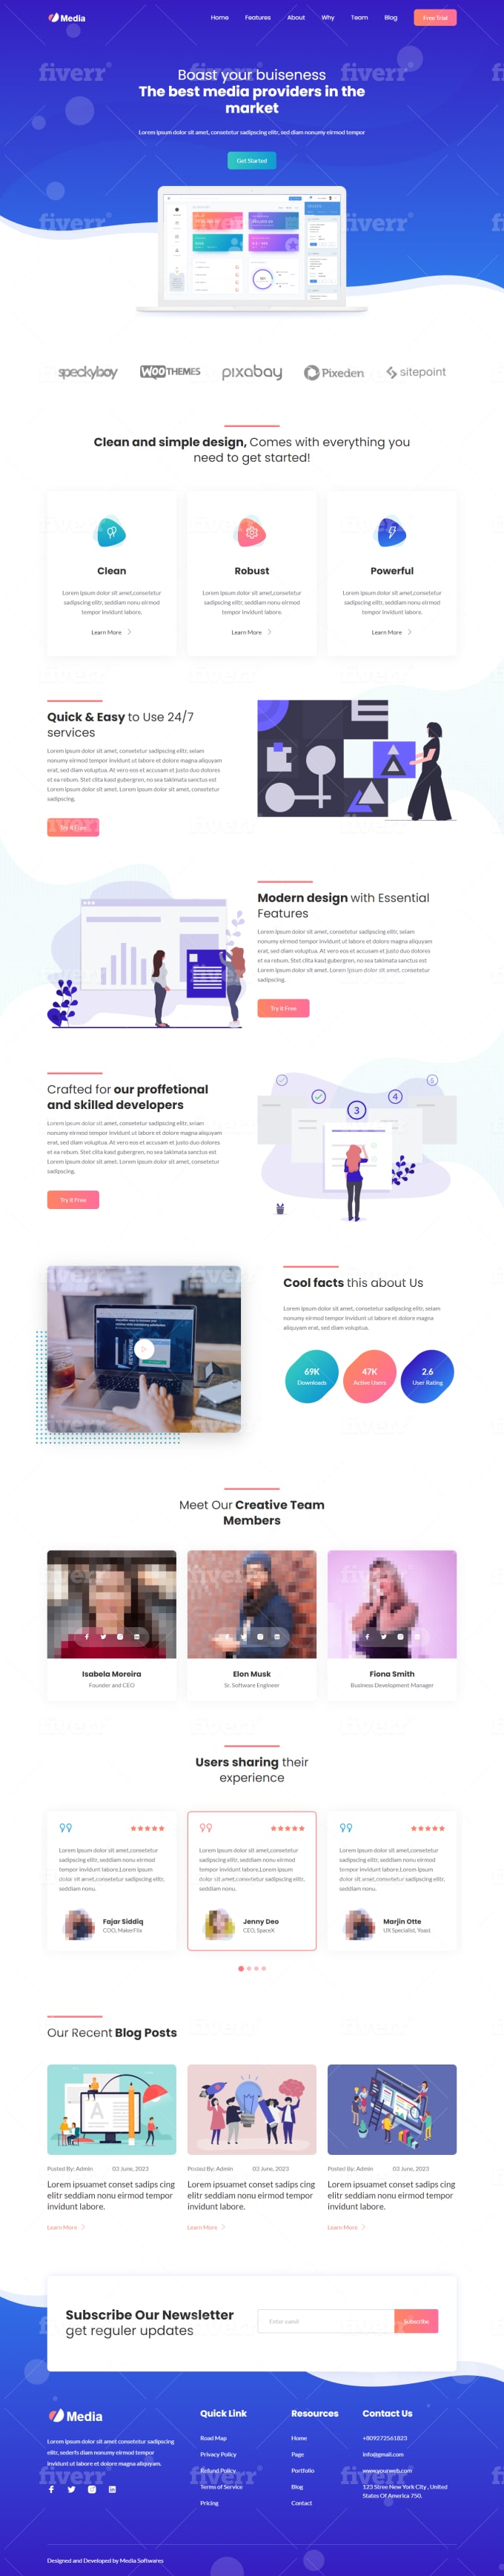 Media
Home Features About Why Team Blog Free Trial
Boast your buiseness
The best media providers in the
market
Lorem ipsum dolor sit amet, consetetur sadipscing elitr, sed diam nonumy eirmod tempor
Get Started
fiverr
speckyboy WOOTHEMES pixabay Pixeden sitepoint
Clean and simple design, Comes with everything you
need to get started!
Clean
Lorem ipsum dolor sit amet,consetetur
sadipscing elitr, seddiam nonu eirmod
tempor invidunt labore.
Learn More
Robust
Lorem ipsum dolor sit amet,consetetur
sadipscing elitr, seddiam nonu eirmod
tempor invidunt labore.
Learn More
Powerful
Lorem ipsum dolor sit amet,consetetur
sadipscing elitr, seddiam nonu eirmod
tempor invidunt labore.
Learn More
Quick & Easy to Use 24/7
services
Lorem ipsum dolor sit amet, consetetur sadipscing elitr, seiam
nonumy eirmod tempor invidunt ut labore et dolore magna aliquyam
erat, sed diam voluptua. At vero eos et accusam et justo duo dolores
et ea rebum. Stet clita kasd gubergren, no sea takimata sanctus est
Lorem ipsum dolor sit amet. Lorem ipsum dolor sit amet, consetetur
sadipscing.
Try it Free
Modern design with Essential
Features
Lorem ipsum dolor sit amet, consetetur sadipscing elitr, seiam
nonumy eirmod tempor invidunt ut labore et dolore magna aliquyam
erat, sed diam voluptua. At vero eos et accusam et justo duo dolores
et ea rebum. Stet clita kasd gubergren, no sea takimata sanctus est
Lorem ipsum dolor sit amet. Lorem ipsum dolor sit amet, consetetur
sadipscing.
Try it Free
Crafted for our proffetional
and skilled developers
Lorem ipsum dolor sit amet, consetetur sadipscing elitr, seiam
nonumy eirmod tempor invidunt ut labore et dolore magna aliquyam
erat, sed diam voluptua. At vero eos et accusam et justo duo dolores
et ea rebum. Stet clita kasd gubergren, no sea takimata sanctus est
Lorem ipsum dolor sit amet. Lorem ipsum dolor sit amet, consetetur
sadipscing.
Try it Free
3
4
5
Cool facts this about Us
Lorem ipsum dolor sit amet, consetetur sadipscing elitr, seiam
nonumy eirmod tempor invidunt ut labore et dolore magna
aliquyam erat, sed diam voluptua.
69K
Downloads
47K
Active Users
2.6
User Rating
Meet Our Creative Team
Members
Isabela Moreira
Founder and CEO
Elon Musk
Sr. Software Engineer
Fiona Smith
Business Development Manager
Users sharing their
experience
Lorem ipsum dolor sit amet,consetetur
sadipscing elitr, seddiam nonu eirmod
tempor invidunt labore.Lorem ipsum
dolor sit amet,consetetur sadipscing elitr,
seddiam nonu.
Fajar Siddiq
COO, MakerFlix
Lorem ipsum dolor sit amet,consetetur
sadipscing elitr, seddiam nonu eirmod
tempor invidunt labore.Lorem ipsum
dolor sit amet,consetetur sadipscing elitr,
seddiam nonu.
Jenny Deo
CEO, SpaceX
Lorem ipsum dolor sit amet,consetetur
sadipscing elitr, seddiam nonu eirmod
tempor invidunt labore.Lorem ipsum
dolor sit amet,consetetur sadipscing elitr,
seddiam nonu.
Marjin Otte
UX Specialist, Yoast
Our Recent Blog Posts
A
Posted By: Admin 03 June, 2023
Lorem ipsuamet conset sadips cing
elitr seddiam nonu eirmod tempor
invidunt labore.
Learn More
Posted By: Admin 03 June, 2023
Lorem ipsuamet conset sadips cing
elitr seddiam nonu eirmod tempor
invidunt labore.
Learn More
Posted By: Admin 03 June, 2023
Lorem ipsuamet conset sadips cing
elitr seddiam nonu eirmod tempor
invidunt labore.
Learn More
Subscribe Our Newsletter
get reguler updates
Enter eamil
Subscribe
Media
Lorem ipsum dolor sit amet consetetur sadipscing
elitr, sederfs diam nonumy eirmod tempor
invidunt ut labore et dolore magna aliquyam.
Quick Link
Road Map
Privacy Policy
Refund Policy
Terms of Service
Pricing
Resources
Home
Page
Portfolio
Blog
Contact
Contact Us
+809272561823
info@gmail.com
www.yourweb.com
123 Stree New York City , United
States Of America 750.
Designed and Developed by Media Softwares